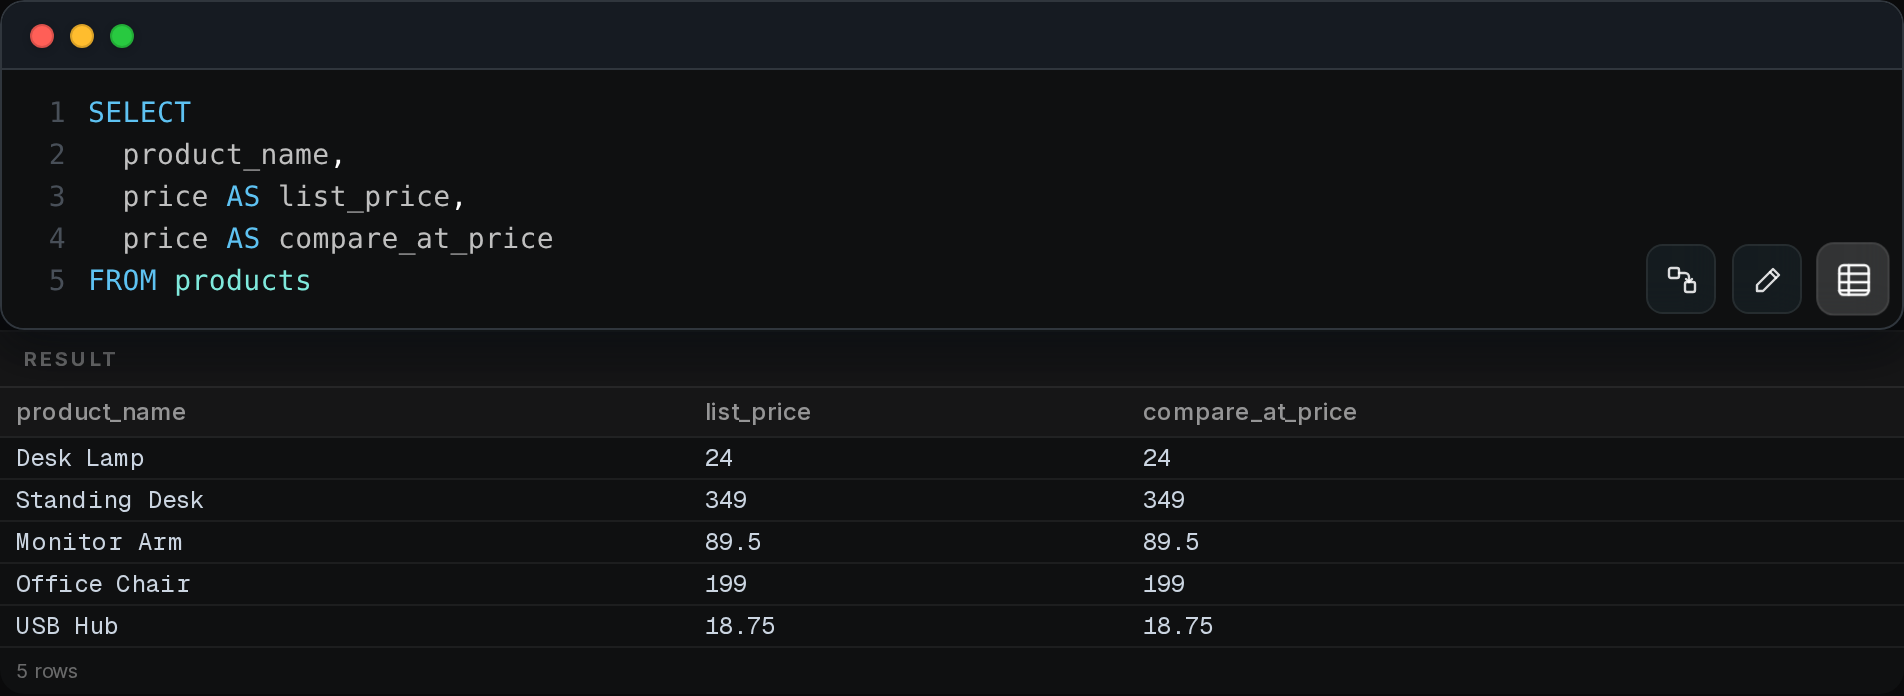 1 SELECT
2   product_name,
3   price AS list_price,
4   price AS compare_at_price
5 FROM products
RESULT
product_name list_price compare_at_price
Desk Lamp 24 24
Standing Desk 349 349
Monitor Arm 89.5 89.5
Office Chair 199 199
USB Hub 18.75 18.75
5 rows